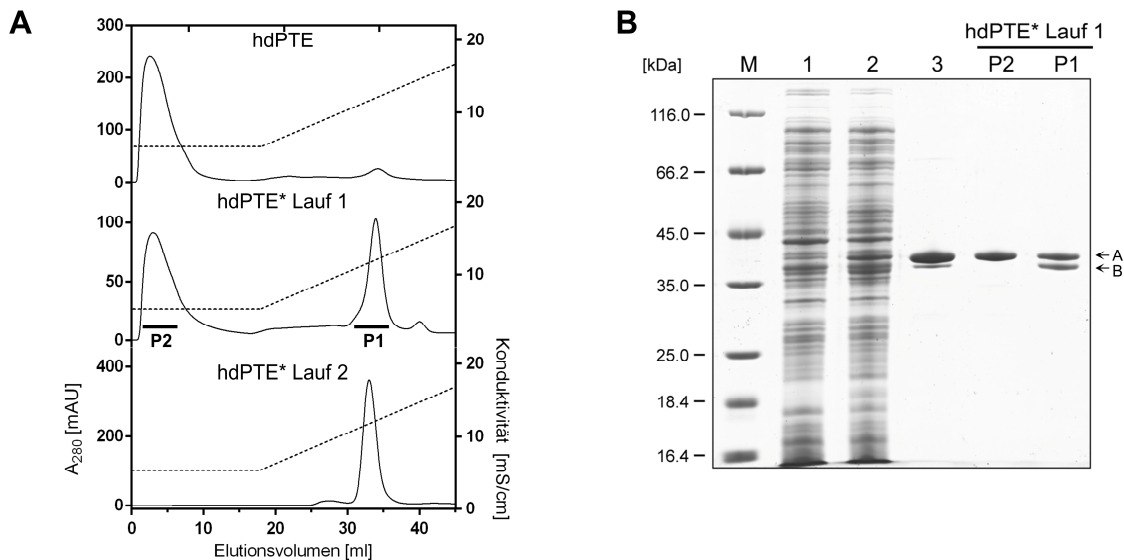 A
hdPTE
300
200
100
0
20
10
hdPTE* Lauf 1
100
50
0
20
10
P2
P1
hdPTE* Lauf 2
400
200
0
20
10
0
A280 [mAU]
Konduktivität [mS/cm]
0 10 20 30 40
Elutionsvolumen [ml]
B
hdPTE* Lauf 1
[kDa] M 1 2 3 P2 P1
116.0
66.2
45.0
35.0
25.0
18.4
16.4
A
B